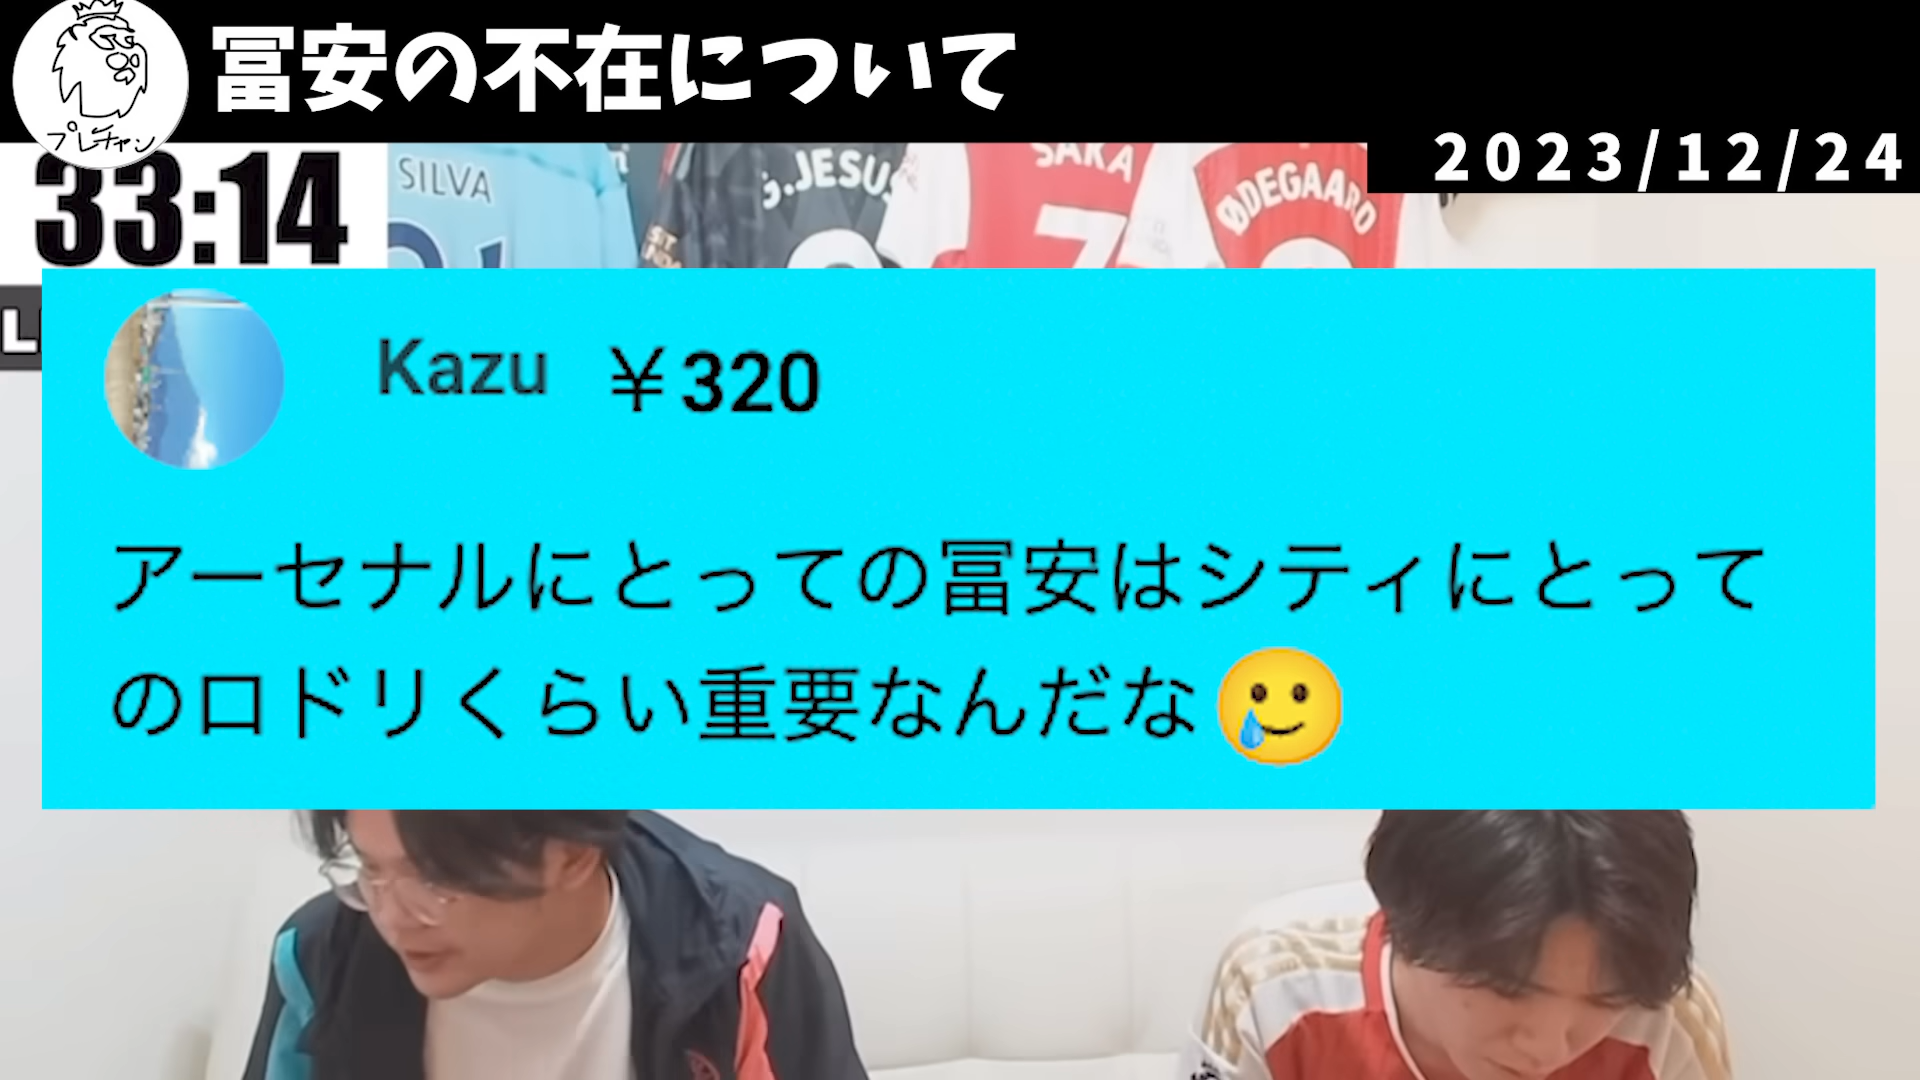 冨安の不在について
プレチャン
2023/12/24
33:14
SILVA
G.JESUS
SAKA
7
ØDEGAARD
L
Kazu ￥320
アーセナルにとっての冨安はシティにとって
のロドリくらい重要なんだな🥲